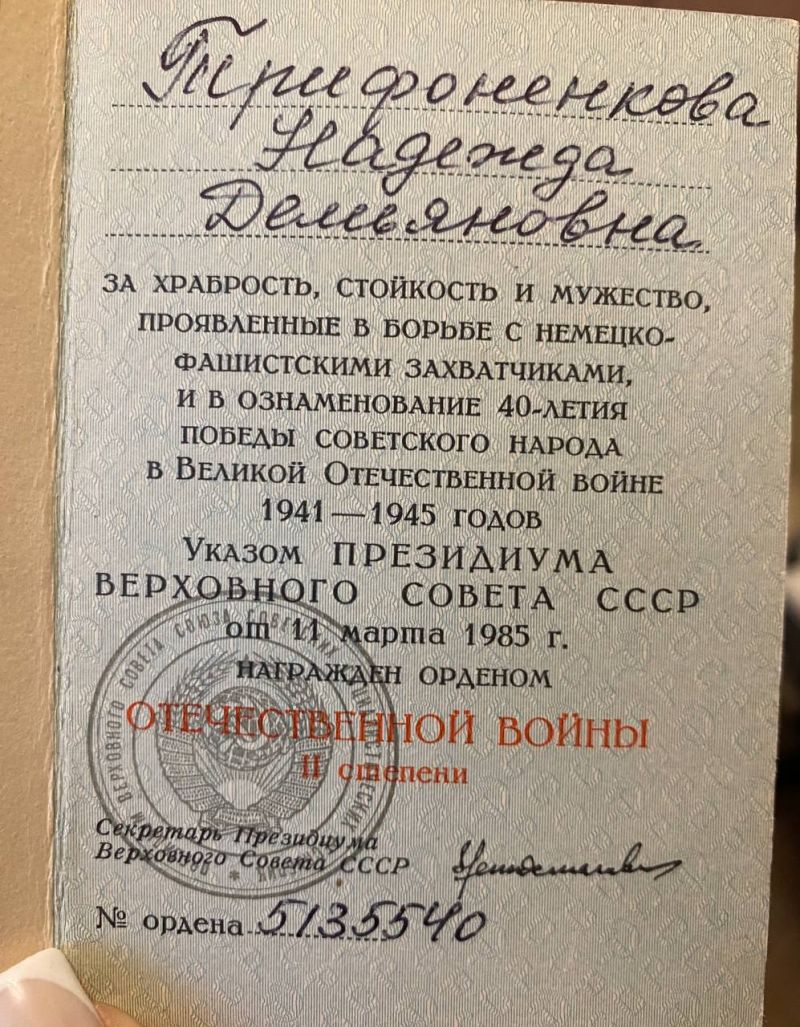 Трифоненкова
Надежда
Демьяновна
ЗА ХРАБРОСТЬ, СТОЙКОСТЬ И МУЖЕСТВО,
ПРОЯВЛЕННЫЕ В БОРЬБЕ С НЕМЕЦКО-
ФАШИСТСКИМИ ЗАХВАТЧИКАМИ,
И В ОЗНАМЕНОВАНИЕ 40-ЛЕТИЯ
ПОБЕДЫ СОВЕТСКОГО НАРОДА
В ВЕЛИКОЙ ОТЕЧЕСТВЕННОЙ ВОЙНЕ
1941—1945 ГОДОВ
УКАЗОМ ПРЕЗИДИУМА
ВЕРХОВНОГО СОВЕТА СССР
от 11 марта 1985 г.
НАГРАЖДЕН ОРДЕНОМ
ОТЕЧЕСТВЕННОЙ ВОЙНЫ
II степени
Секретарь Президиума
Верховного Совета СССР
№ ордена 5135540